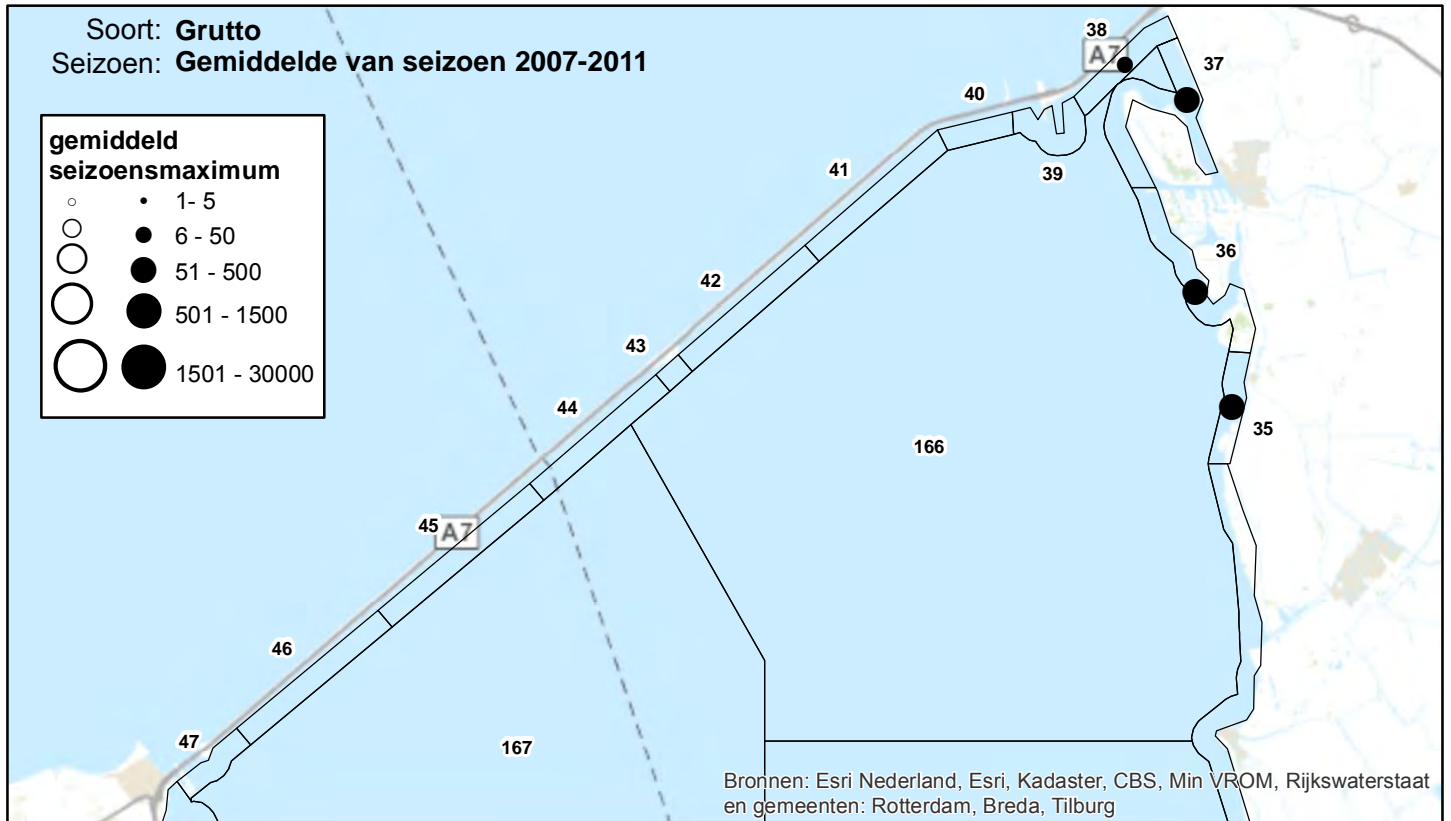 Soort: Grutto
Seizoen: Gemiddelde van seizoen 2007-2011
gemiddeld
seizoensmaximum
1- 5
6 - 50
51 - 500
501 - 1500
1501 - 30000
38
A7
37
40
41
39
42
36
43
44
35
166
45
A7
46
47
167
Bronnen: Esri Nederland, Esri, Kadaster, CBS, Min VROM, Rijkswaterstaat
en gemeenten: Rotterdam, Breda, Tilburg